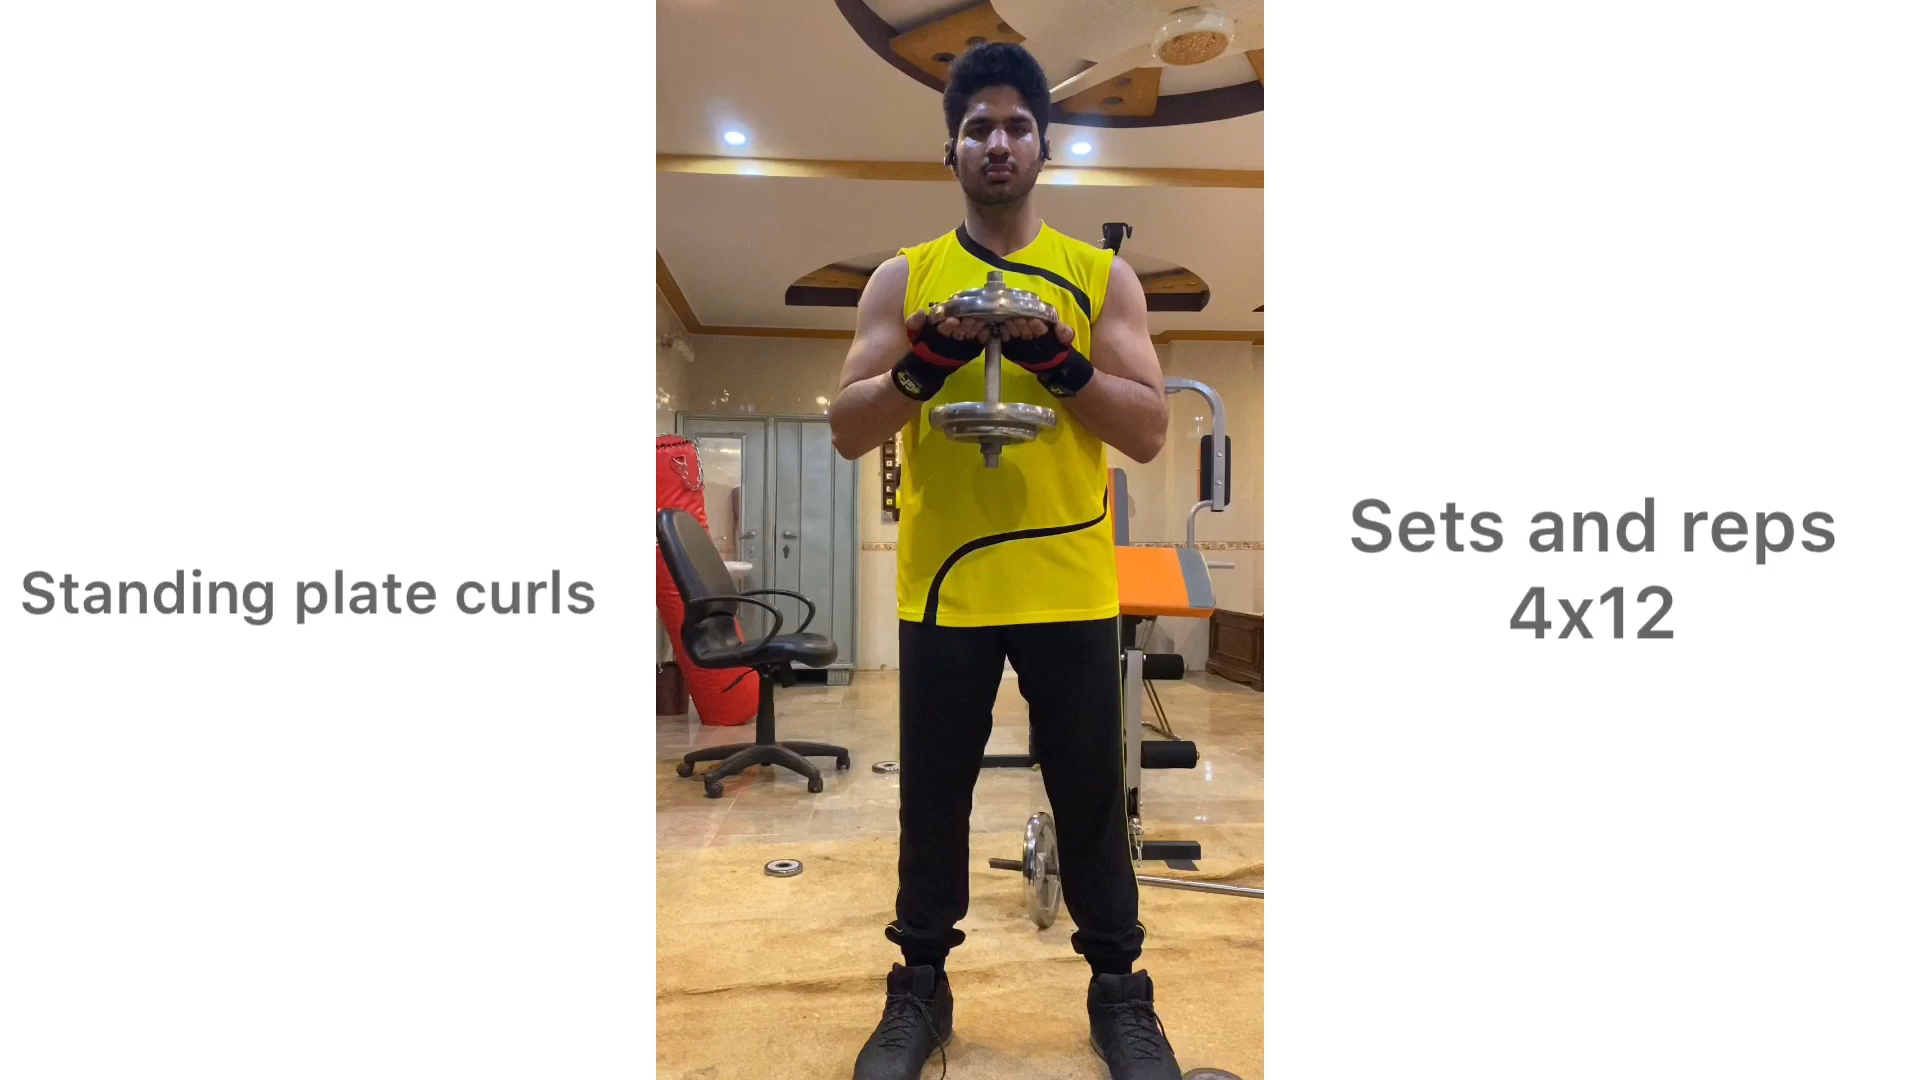 Standing plate curls
Sets and reps
4x12